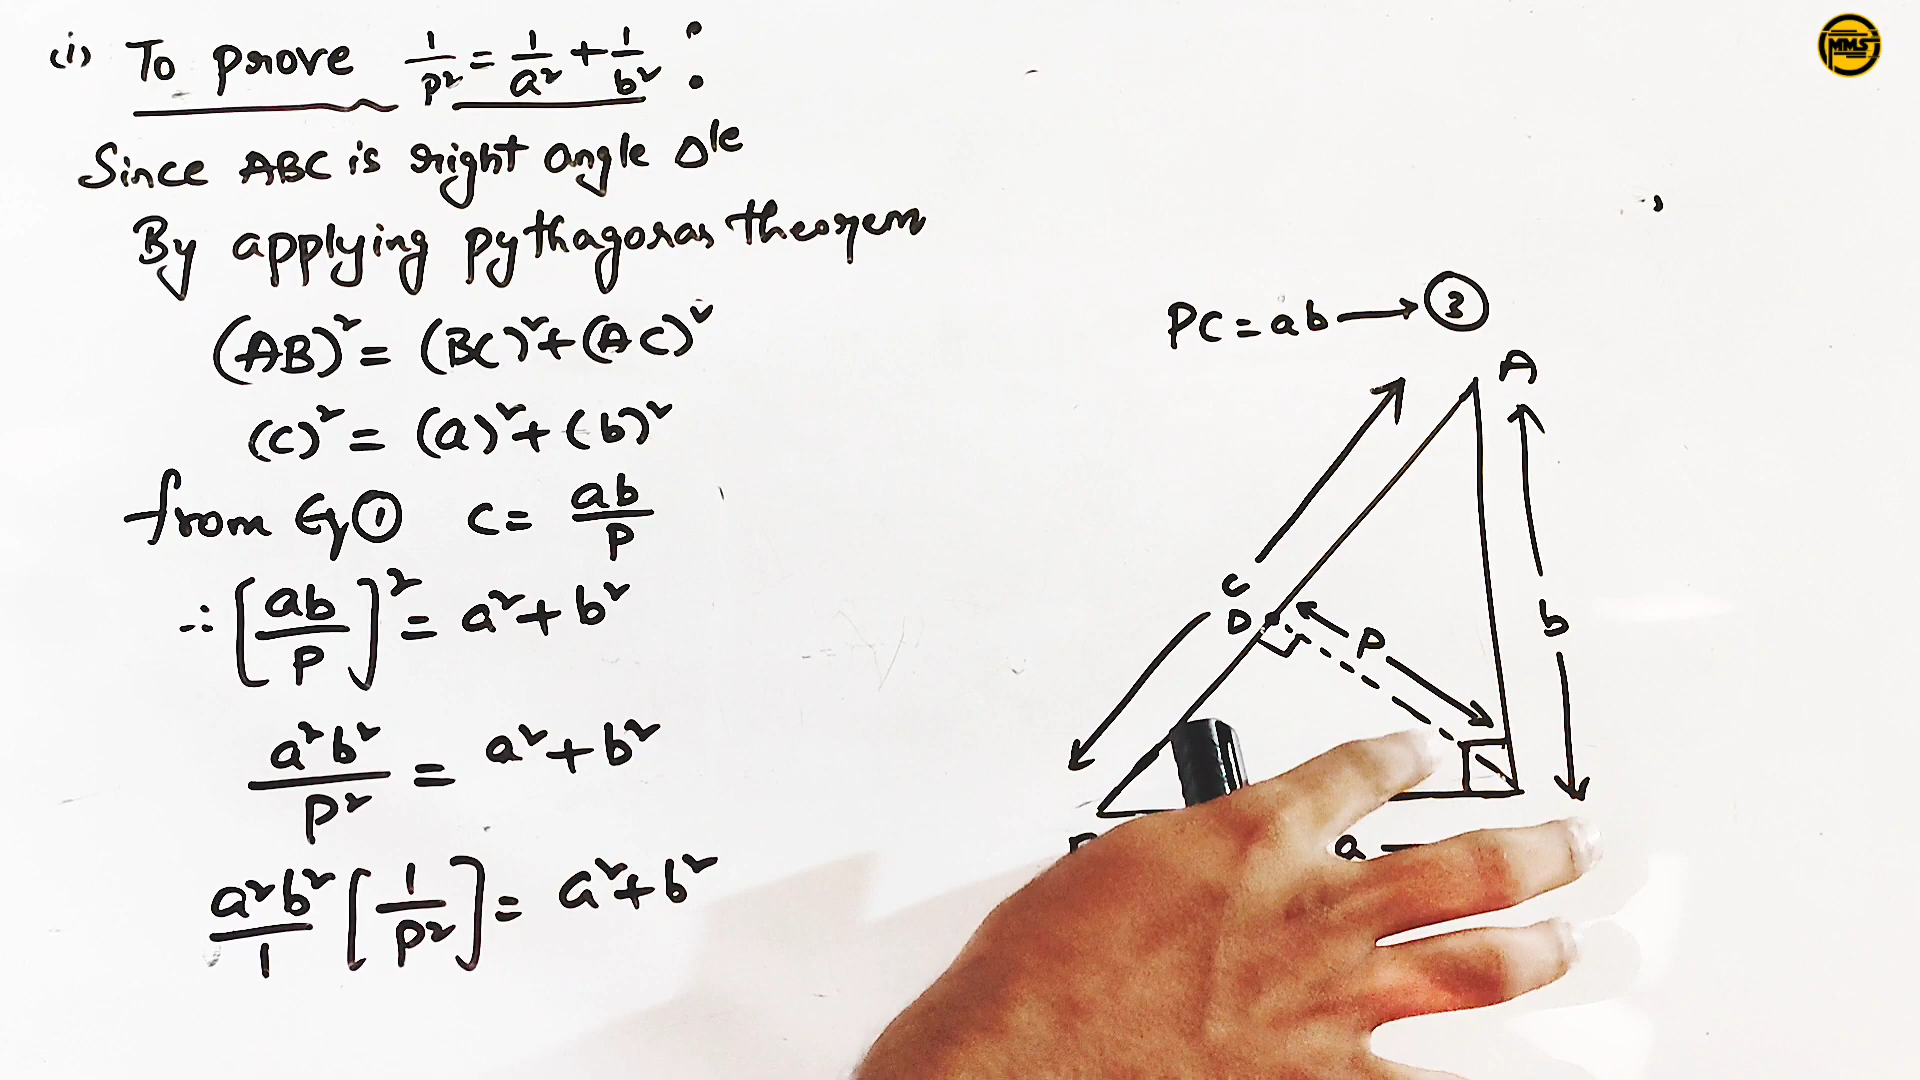 (i) To prove 1/p² = 1/a² + 1/b² :
Since ABC is right angle Δle
By applying pythagoras theorem
(AB)² = (BC)² + (AC)²
(c)² = (a)² + (b)²
from Eq ① c = ab/p
∴ [ab/p]² = a² + b²
a²b²/p² = a² + b²
a²b²/1 [1/p²] = a² + b²
PC = ab → ③
A
c
D
p
b
a
MMS